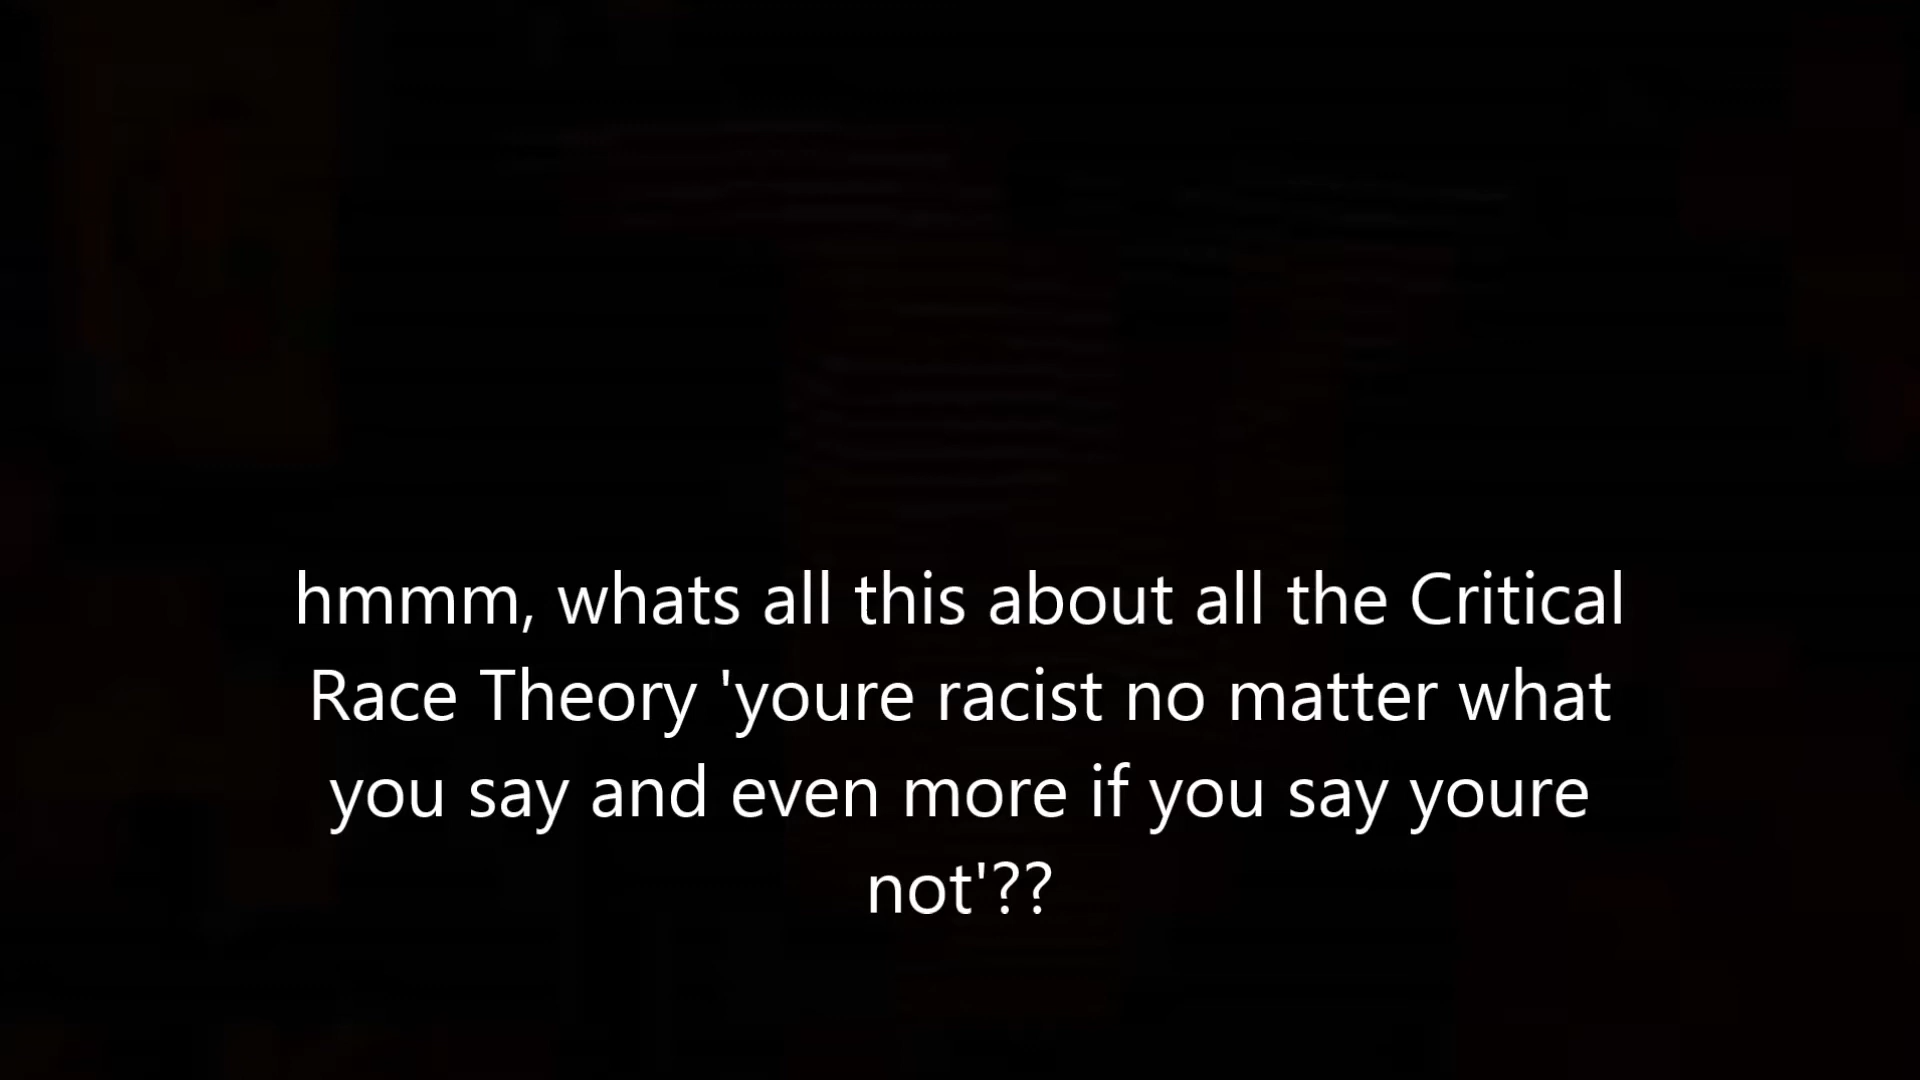 hmmm, whats all this about all the Critical
Race Theory 'youre racist no matter what
you say and even more if you say youre
not'??